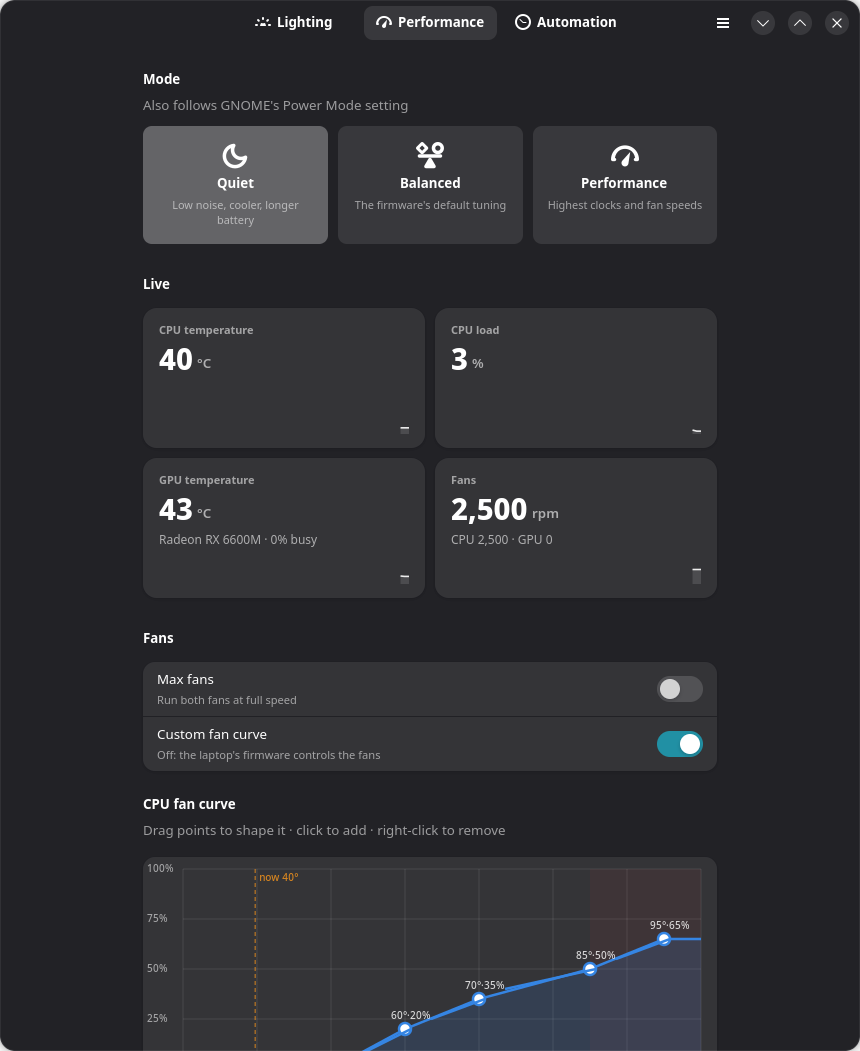 Lighting
Performance
Automation
Mode
Also follows GNOME's Power Mode setting
Quiet
Low noise, cooler, longer
battery
Balanced
The firmware's default tuning
Performance
Highest clocks and fan speeds
Live
CPU temperature
40 °C
CPU load
3 %
GPU temperature
43 °C
Radeon RX 6600M · 0% busy
Fans
2,500 rpm
CPU 2,500 · GPU 0
Fans
Max fans
Run both fans at full speed
Custom fan curve
Off: the laptop's firmware controls the fans
CPU fan curve
Drag points to shape it · click to add · right-click to remove
100%
now 40°
75%
95°·65%
85°·50%
50%
70°·35%
60°·20%
25%